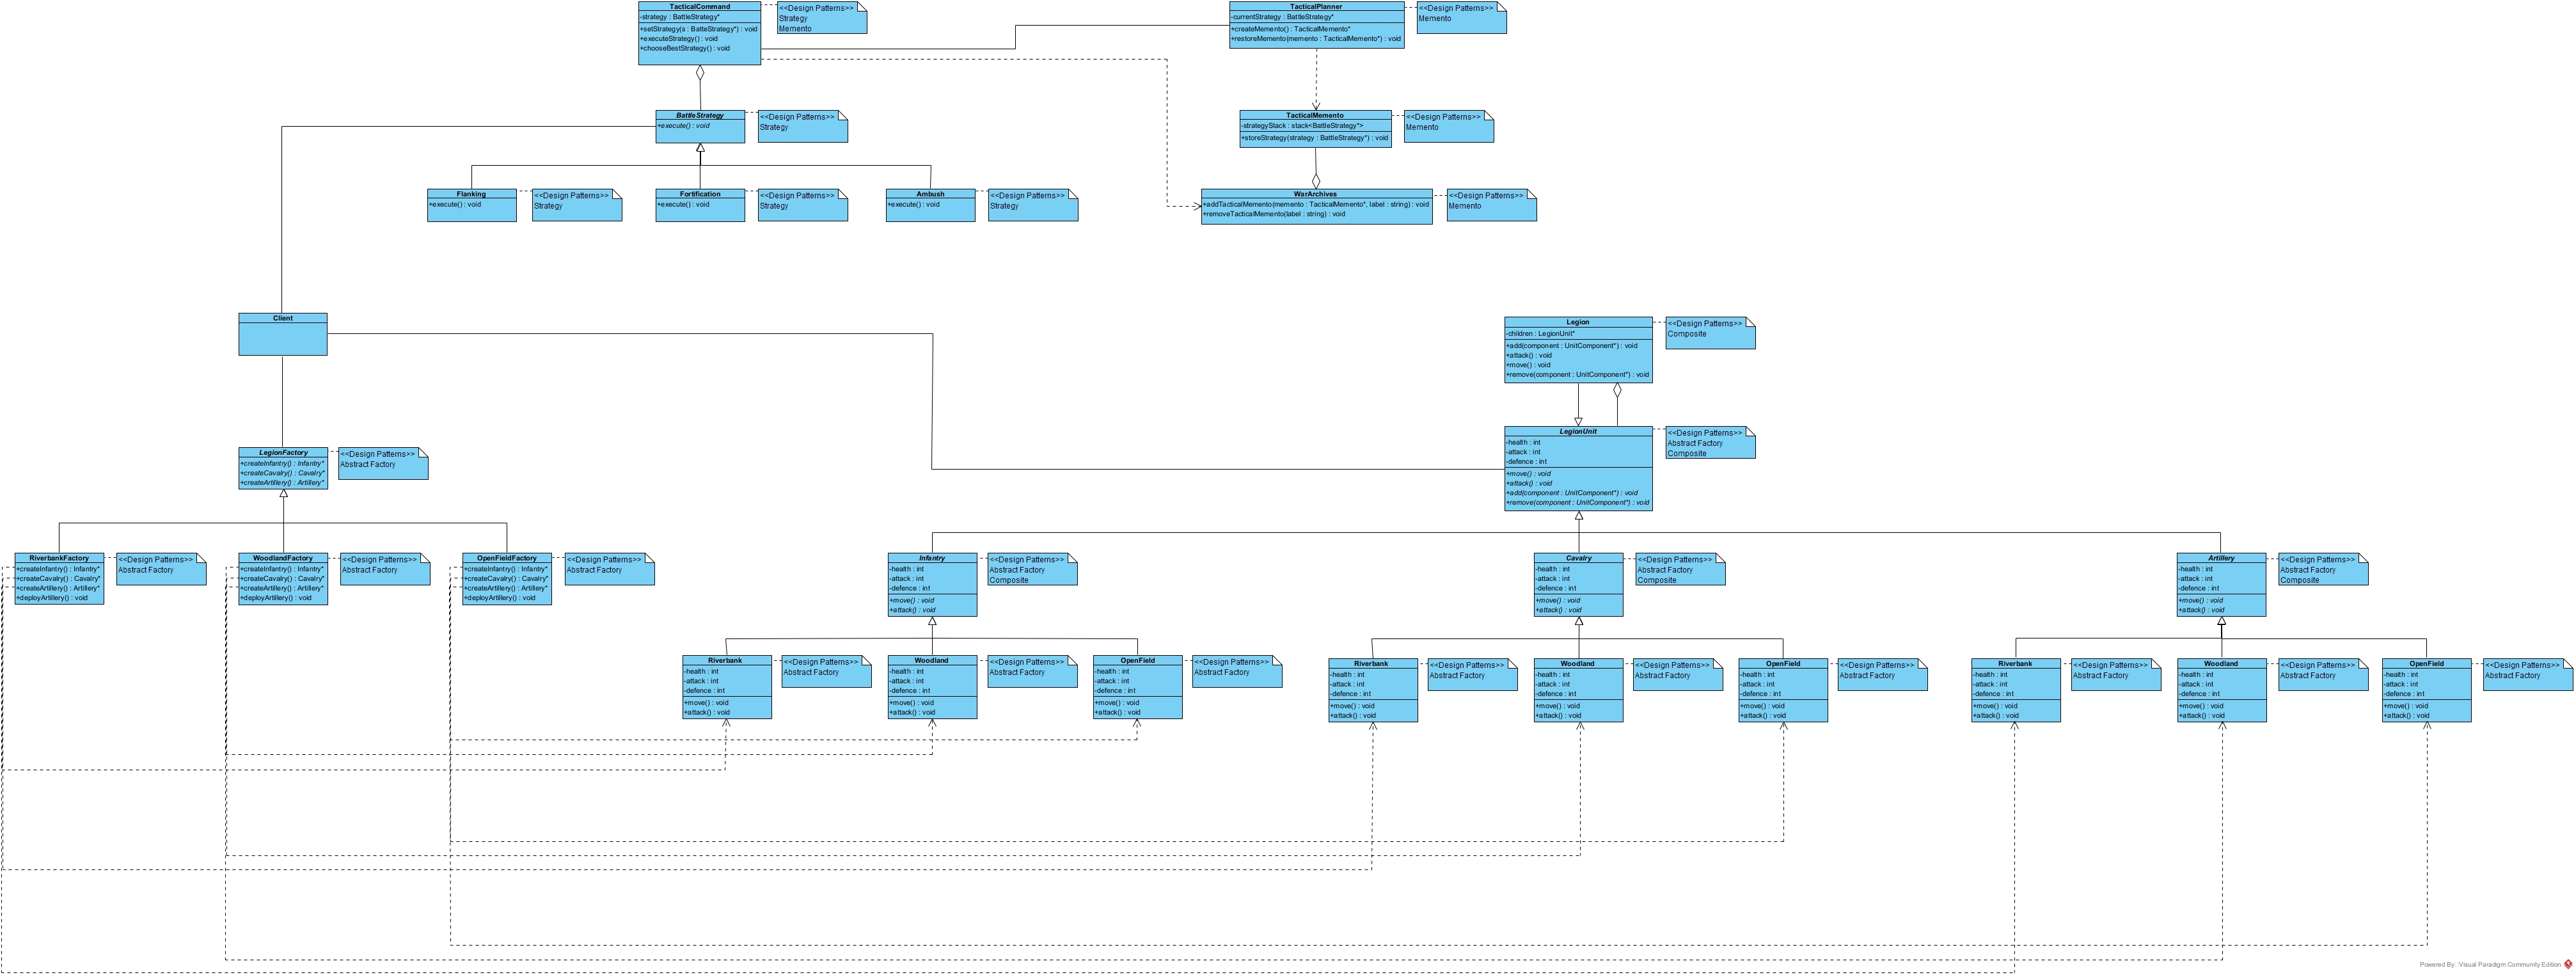 TacticalCommand
-strategy : BattleStrategy*
+setStrategy(s : BatteStrategy*) : void
+executeStrategy() : void
+chooseBestStrategy() : void
<<Design Patterns>>
Strategy
Memento
TacticalPlanner
-currentStrategy : BattleStrategy*
+createMemento() : TacticalMemento*
+restoreMemento(memento : TacticalMemento*) : void
<<Design Patterns>>
Memento
BattleStrategy
+execute() : void
<<Design Patterns>>
Strategy
TacticalMemento
-strategyStack : stack<BattleStrategy*>
+storeStrategy(strategy : BattleStrategy*) : void
<<Design Patterns>>
Memento
Flanking
+execute() : void
<<Design Patterns>>
Strategy
Fortification
+execute() : void
<<Design Patterns>>
Strategy
Ambush
+execute() : void
<<Design Patterns>>
Strategy
WarArchives
+addTacticalMemento(memento : TacticalMemento*, label : string) : void
+removeTacticalMemento(label : string) : void
<<Design Patterns>>
Memento
Client
Legion
-children : LegionUnit*
+add(component : UnitComponent*) : void
+attack() : void
+move() : void
+remove(component : UnitComponent*) : void
<<Design Patterns>>
Composite
LegionFactory
+createInfantry() : Infantry*
+createCavalry() : Cavalry*
+createArtillery() : Artillery*
<<Design Patterns>>
Abstract Factory
LegionUnit
-health : int
-attack : int
-defence : int
+move() : void
+attack() : void
+add(component : UnitComponent*) : void
+remove(component : UnitComponent*) : void
<<Design Patterns>>
Abstract Factory
Composite
RiverbankFactory
+createInfantry() : Infantry*
+createCavalry() : Cavalry*
+createArtillery() : Artillery*
+deployArtillery() : void
<<Design Patterns>>
Abstract Factory
WoodlandFactory
+createInfantry() : Infantry*
+createCavalry() : Cavalry*
+createArtillery() : Artillery*
+deployArtillery() : void
<<Design Patterns>>
Abstract Factory
OpenFieldFactory
+createInfantry() : Infantry*
+createCavalry() : Cavalry*
+createArtillery() : Artillery*
+deployArtillery() : void
<<Design Patterns>>
Abstract Factory
Infantry
-health : int
-attack : int
-defence : int
+move() : void
+attack() : void
<<Design Patterns>>
Abstract Factory
Composite
Cavalry
-health : int
-attack : int
-defence : int
+move() : void
+attack() : void
<<Design Patterns>>
Abstract Factory
Composite
Artillery
-health : int
-attack : int
-defence : int
+move() : void
+attack() : void
<<Design Patterns>>
Abstract Factory
Composite
Riverbank
-health : int
-attack : int
-defence : int
+move() : void
+attack() : void
<<Design Patterns>>
Abstract Factory
Woodland
-health : int
-attack : int
-defence : int
+move() : void
+attack() : void
<<Design Patterns>>
Abstract Factory
OpenField
-health : int
-attack : int
-defence : int
+move() : void
+attack() : void
<<Design Patterns>>
Abstract Factory
Riverbank
-health : int
-attack : int
-defence : int
+move() : void
+attack() : void
<<Design Patterns>>
Abstract Factory
Woodland
-health : int
-attack : int
-defence : int
+move() : void
+attack() : void
<<Design Patterns>>
Abstract Factory
OpenField
-health : int
-attack : int
-defence : int
+move() : void
+attack() : void
<<Design Patterns>>
Abstract Factory
Riverbank
-health : int
-attack : int
-defence : int
+move() : void
+attack() : void
<<Design Patterns>>
Abstract Factory
Woodland
-health : int
-attack : int
-defence : int
+move() : void
+attack() : void
<<Design Patterns>>
Abstract Factory
OpenField
-health : int
-attack : int
-defence : int
+move() : void
+attack() : void
<<Design Patterns>>
Abstract Factory
Powered By: Visual Paradigm Community Edition